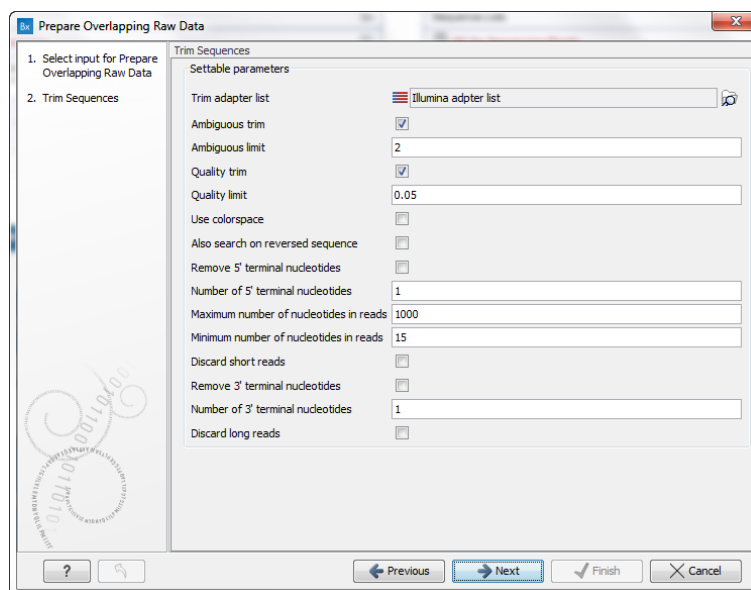 Bx Prepare Overlapping Raw Data
1. Select input for Prepare
Overlapping Raw Data
2. Trim Sequences
Trim Sequences
Settable parameters
Trim adapter list Illumina adpter list
Ambiguous trim
Ambiguous limit 2
Quality trim
Quality limit 0.05
Use colorspace
Also search on reversed sequence
Remove 5' terminal nucleotides
Number of 5' terminal nucleotides 1
Maximum number of nucleotides in reads 1000
Minimum number of nucleotides in reads 15
Discard short reads
Remove 3' terminal nucleotides
Number of 3' terminal nucleotides 1
Discard long reads
? Previous Next Finish Cancel